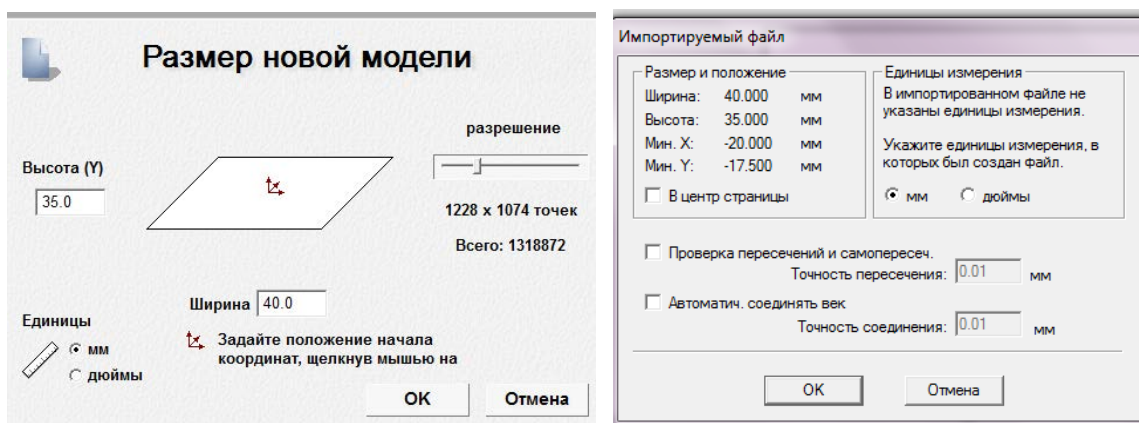 Размер новой модели
разрешение
Высота (Y)
35.0
1228 x 1074 точек
Всего: 1318872
Ширина 40.0
Единицы
мм
дюймы
Задайте положение начала
координат, щелкнув мышью на
OK Отмена
Импортируемый файл
Размер и положение
Ширина: 40.000 мм
Высота: 35.000 мм
Мин. X: -20.000 мм
Мин. Y: -17.500 мм
В центр страницы
Единицы измерения
В импортированном файле не
указаны единицы измерения.
Укажите единицы измерения, в
которых был создан файл.
мм дюймы
Проверка пересечений и самопересеч.
Точность пересечения: 0.01 мм
Автоматич. соединять век
Точность соединения: 0.01 мм
OK Отмена